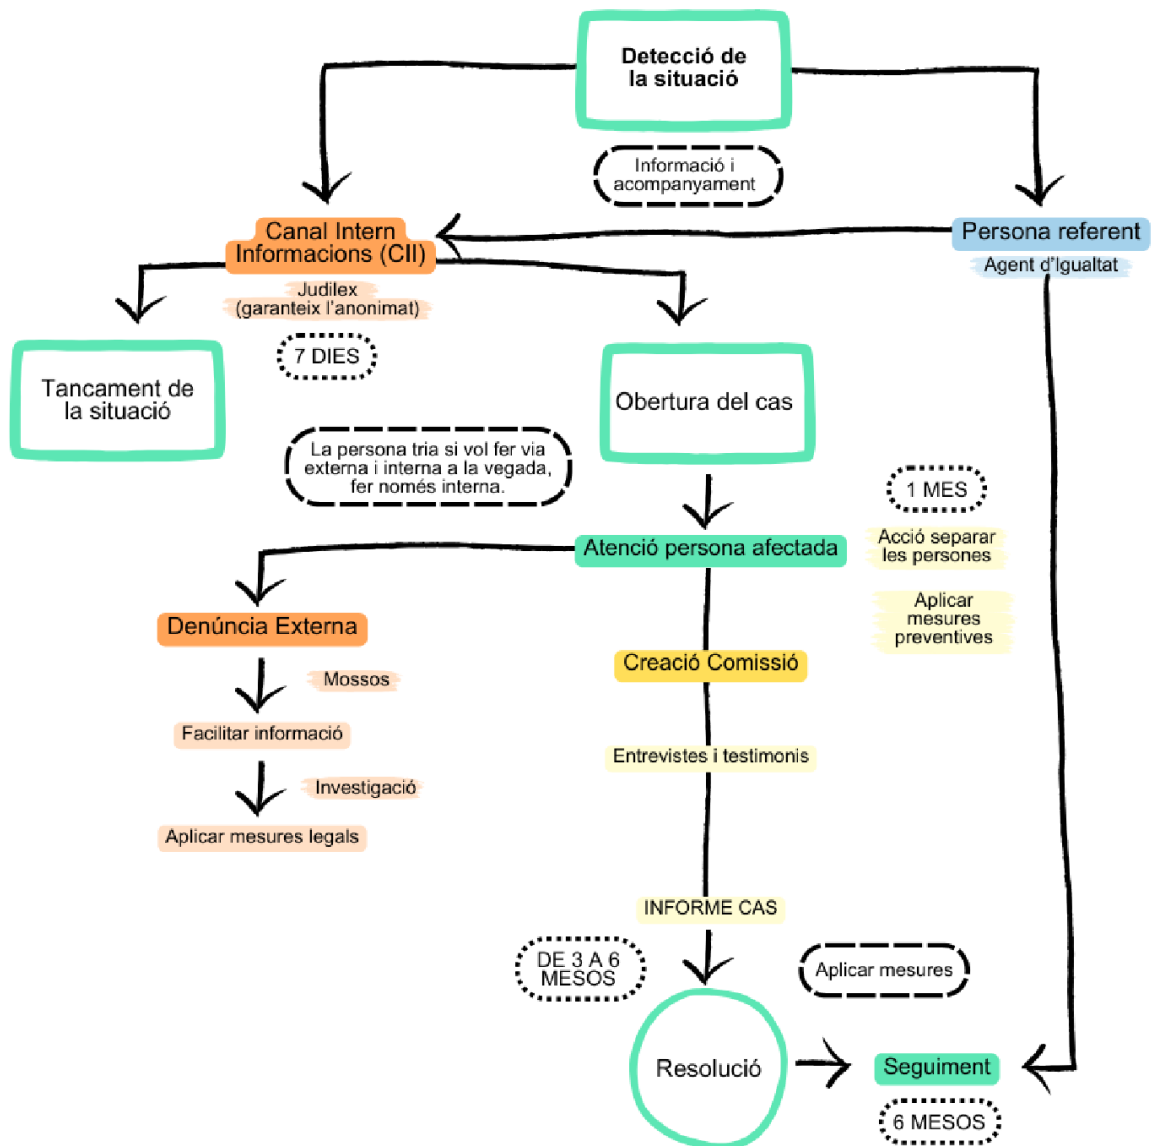 Detecció de
la situació
Informació i
acompanyament
Canal Intern
Informacions (CII)
Judilex
(garanteix l'anonimat)
7 DIES
Persona referent
Agent d'Igualtat
Tancament de
la situació
Obertura del cas
La persona tria si vol fer via
externa i interna a la vegada,
fer només interna.
1 MES
Atenció persona afectada
Acció separar
les persones
Aplicar
mesures
preventives
Denúncia Externa
Mossos
Facilitar informació
Investigació
Aplicar mesures legals
Creació Comissió
Entrevistes i testimonis
INFORME CAS
DE 3 A 6
MESOS
Aplicar mesures
Resolució
Seguiment
6 MESOS